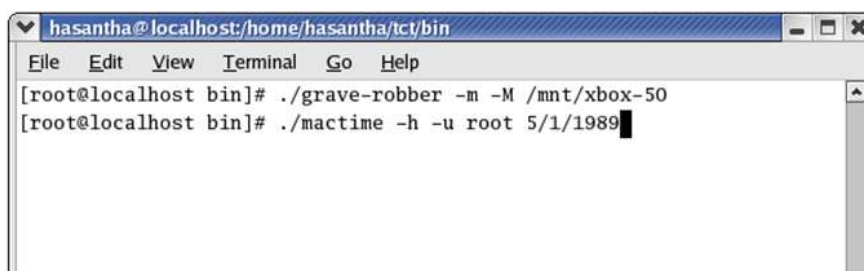 hasantha@localhost:/home/hasantha/tct/bin
File Edit View Terminal Go Help
[root@localhost bin]# ./grave-robber -m -M /mnt/xbox-50
[root@localhost bin]# ./mactime -h -u root 5/1/1989